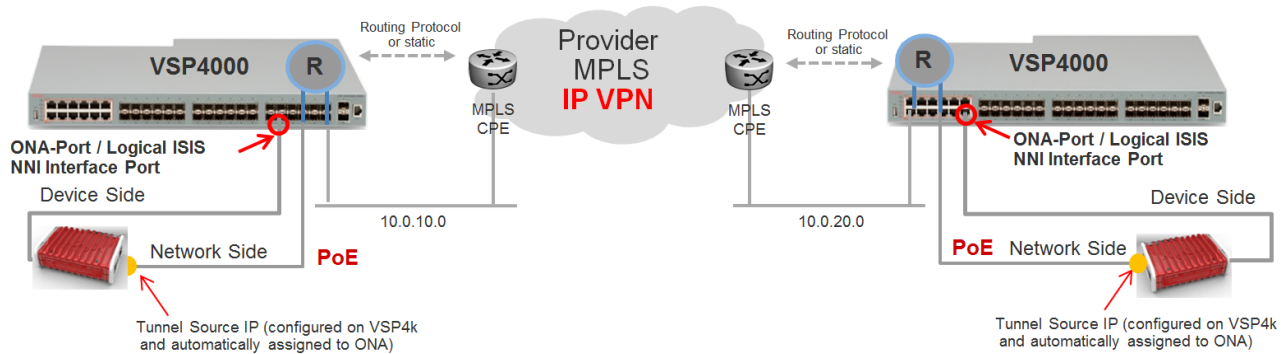 VSP4000
R
Routing Protocol
or static
MPLS
CPE
Provider
MPLS
IP VPN
MPLS
CPE
Routing Protocol
or static
R
VSP4000
ONA-Port / Logical ISIS
NNI Interface Port
Device Side
10.0.10.0
Network Side
PoE
Tunnel Source IP (configured on VSP4k
and automatically assigned to ONA)
ONA-Port / Logical ISIS
NNI Interface Port
Device Side
10.0.20.0
PoE
Network Side
Tunnel Source IP (configured on VSP4k
and automatically assigned to ONA)